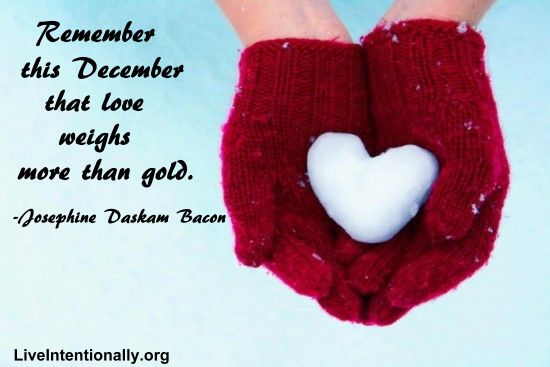 Remember
this December
that love
weighs
more than gold.
-Josephine Daskam Bacon
LiveIntentionally.org